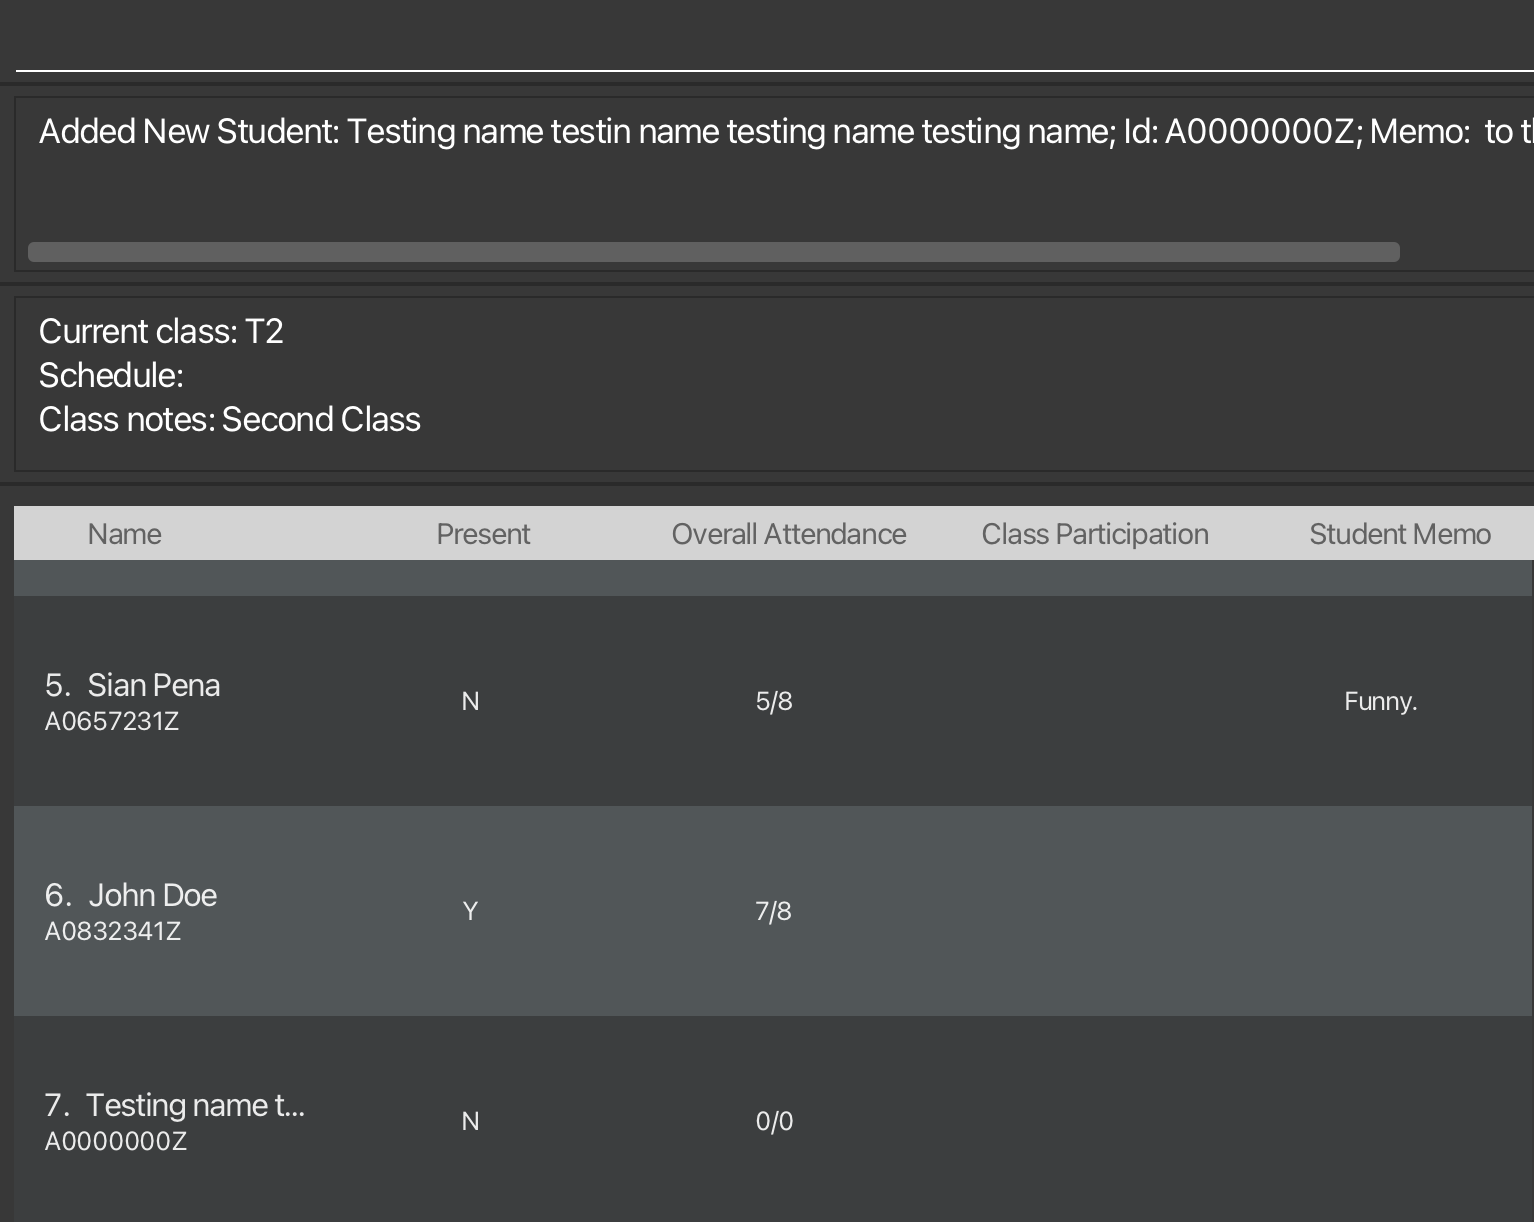 Added New Student: Testing name testin name testing name testing name; Id: A0000000Z; Memo:  to
Current class: T2
Schedule:
Class notes: Second Class
Name Present Overall Attendance Class Participation Student Memo
5. Sian Pena
A0657231Z
N 5/8 Funny.
6. John Doe
A0832341Z
Y 7/8
7. Testing name t...
A0000000Z
N 0/0